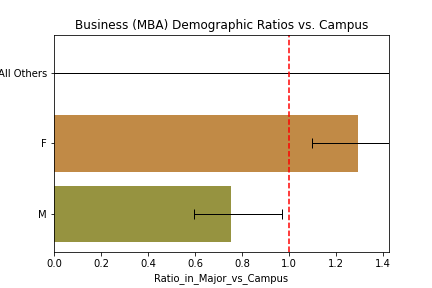 Business (MBA) Demographic Ratios vs. Campus
All Others
F
M
0.0 0.2 0.4 0.6 0.8 1.0 1.2 1.4
Ratio_in_Major_vs_Campus